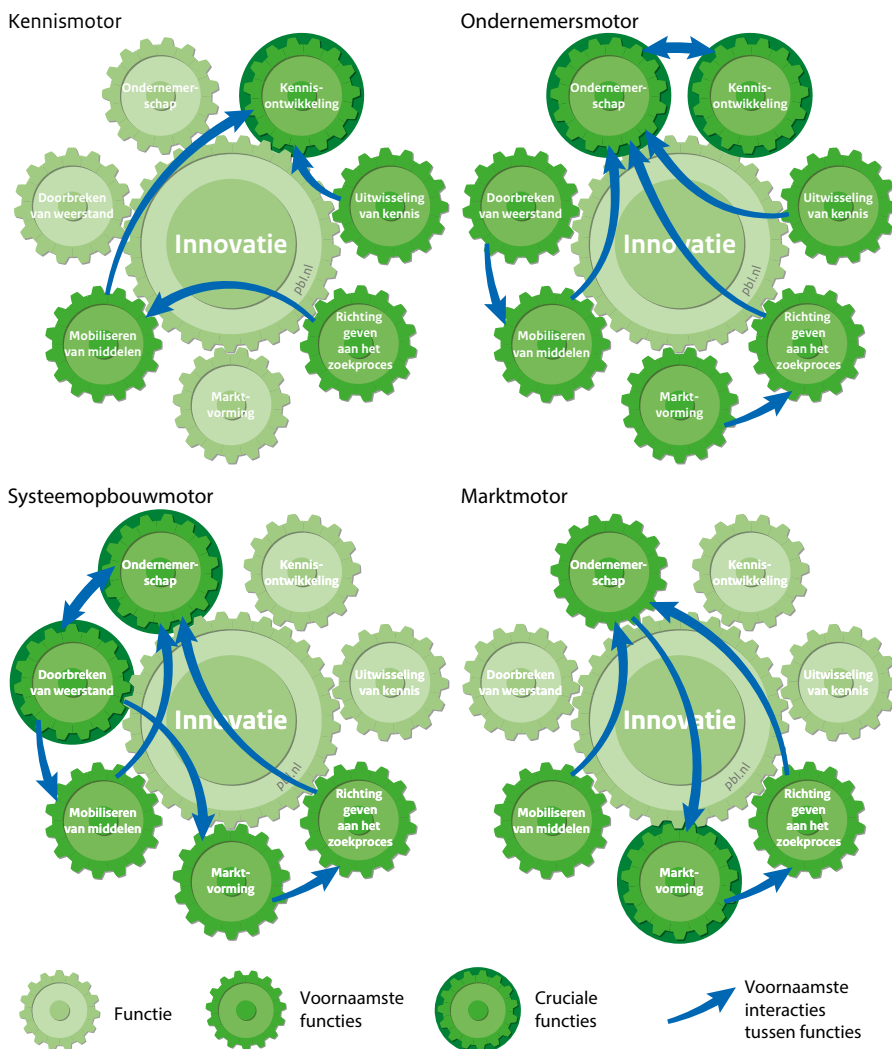 Kennismotor
Ondernemer-
schap
Kennis-
ontwikkeling
Doorbreken
van weerstand
Uitwisseling
van kennis
Innovatie
pbl.nl
Mobiliseren
van middelen
Richting
geven
aan het
zoekproces
Markt-
vorming
Ondernemersmotor
Ondernemer-
schap
Kennis-
ontwikkeling
Doorbreken
van weerstand
Uitwisseling
van kennis
Innovatie
pbl.nl
Mobiliseren
van middelen
Richting
geven
aan het
zoekproces
Markt-
vorming
Systeemopbouwmotor
Ondernemer-
schap
Kennis-
ontwikkeling
Doorbreken
van weerstand
Uitwisseling
van kennis
Innovatie
pbl.nl
Mobiliseren
van middelen
Richting
geven
aan het
zoekproces
Markt-
vorming
Marktmotor
Ondernemer-
schap
Kennis-
ontwikkeling
Doorbreken
van weerstand
Uitwisseling
van kennis
Innovatie
pbl.nl
Mobiliseren
van middelen
Richting
geven
aan het
zoekproces
Markt-
vorming
Functie
Voornaamste
functies
Cruciale
functies
Voornaamste
interacties
tussen functies